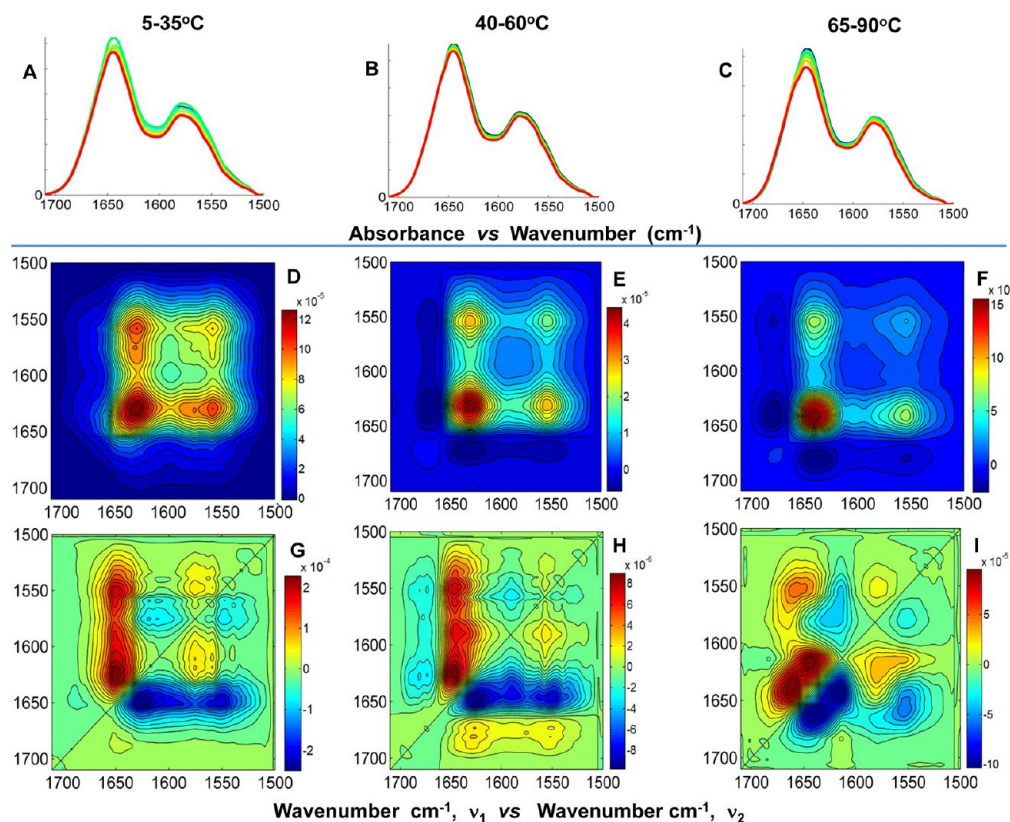 5-35°C 40-60°C 65-90°C
A B C
0 0 0
1700 1650 1600 1550 1500 1700 1650 1600 1550 1500 1700 1650 1600 1550 1500
Absorbance vs Wavenumber (cm-1)
1500 1500 1500
D E F
x 10-5 x 10-5 x 10
1550 1600 1650 1700
12 10 8 6 4 2 0
1550 1600 1650 1700
4 3 2 1 0
1550 1600 1650 1700
15 10 5 0
1700 1650 1600 1550 1500 1700 1650 1600 1550 1500 1700 1650 1600 1550 1500
1500 1500 1500
G H I
x 10-4 x 10-6 x 10-5
1550 1600 1650 1700
2 1 0 -1 -2
1550 1600 1650 1700
8 6 4 2 0 -2 -4 -6 -8
1550 1600 1650 1700
5 0 -5 -10
1700 1650 1600 1550 1500 1700 1650 1600 1550 1500 1700 1650 1600 1550 1500
Wavenumber cm-1, ν1 vs Wavenumber cm-1, ν2